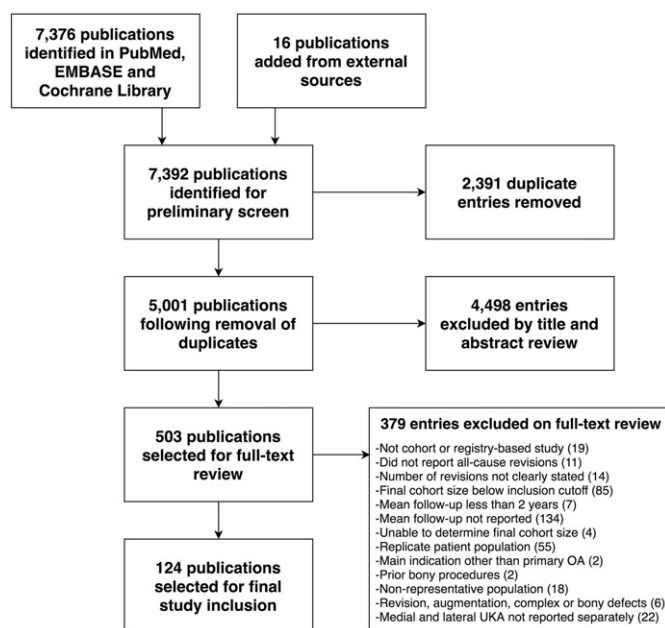 7,376 publications
identified in PubMed,
EMBASE and
Cochrane Library
16 publications
added from external
sources
7,392 publications
identified for
preliminary screen
2,391 duplicate
entries removed
5,001 publications
following removal of
duplicates
4,498 entries
excluded by title and
abstract review
503 publications
selected for full-text
review
379 entries excluded on full-text review
-Not cohort or registry-based study (19)
-Did not report all-cause revisions (11)
-Number of revisions not clearly stated (14)
-Final cohort size below inclusion cutoff (85)
-Mean follow-up less than 2 years (7)
-Mean follow-up not reported (134)
-Unable to determine final cohort size (4)
-Replicate patient population (55)
-Main indication other than primary OA (2)
-Prior bony procedures (2)
-Non-representative population (18)
-Revision, augmentation, complex or bony defects (6)
-Medial and lateral UKA not reported separately (22)
124 publications
selected for final
study inclusion